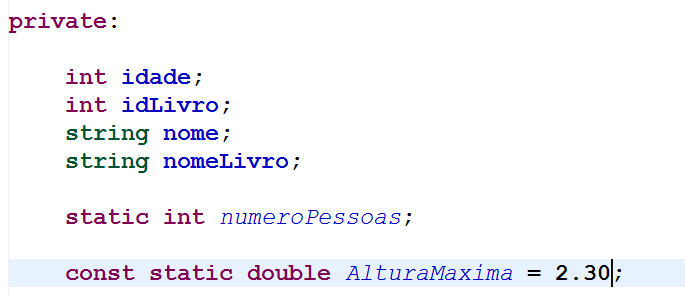 private:
int idade;
int idLivro;
string nome;
string nomeLivro;
static int numeroPessoas;
const static double AlturaMaxima = 2.30;